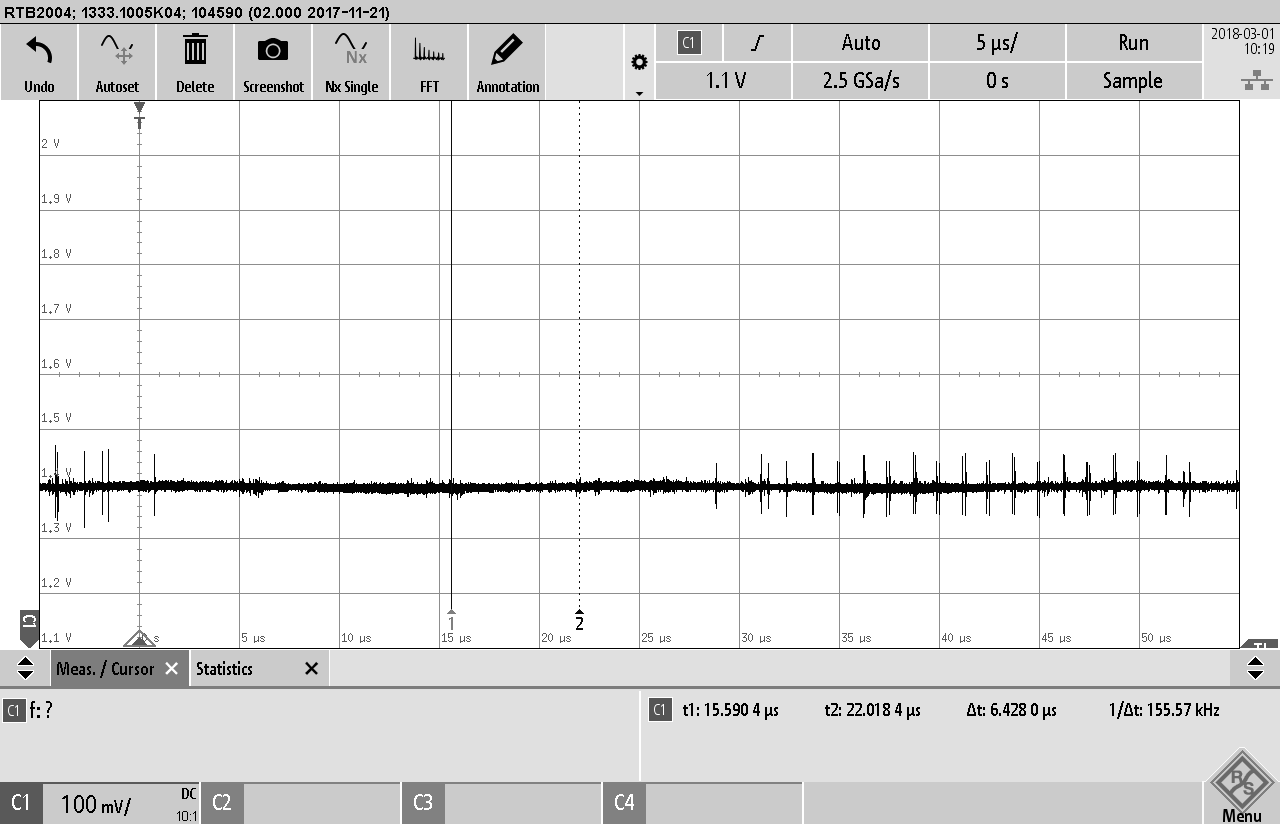 RTB2004; 1333.1005K04; 104590 (02.000 2017-11-21)
Undo
Autoset
Delete
Screenshot
Nx
Nx Single
FFT
Annotation
C1
Auto
5 µs/
Run
1.1 V
2.5 GSa/s
0 s
Sample
2018-03-01
10:19
T
2 V
1.9 V
1.8 V
1.7 V
1.6 V
1.5 V
1.3 V
1.2 V
1.1 V
C1
5 µs
10 µs
15 µs
20 µs
25 µs
30 µs
35 µs
40 µs
45 µs
50 µs
1
2
Meas. / Cursor
Statistics
C1 f: ?
C1 t1: 15.590 4 µs t2: 22.018 4 µs Δt: 6.428 0 µs 1/Δt: 155.57 kHz
C1 100 mV/ DC 10:1
C2
C3
C4
R S
Menu